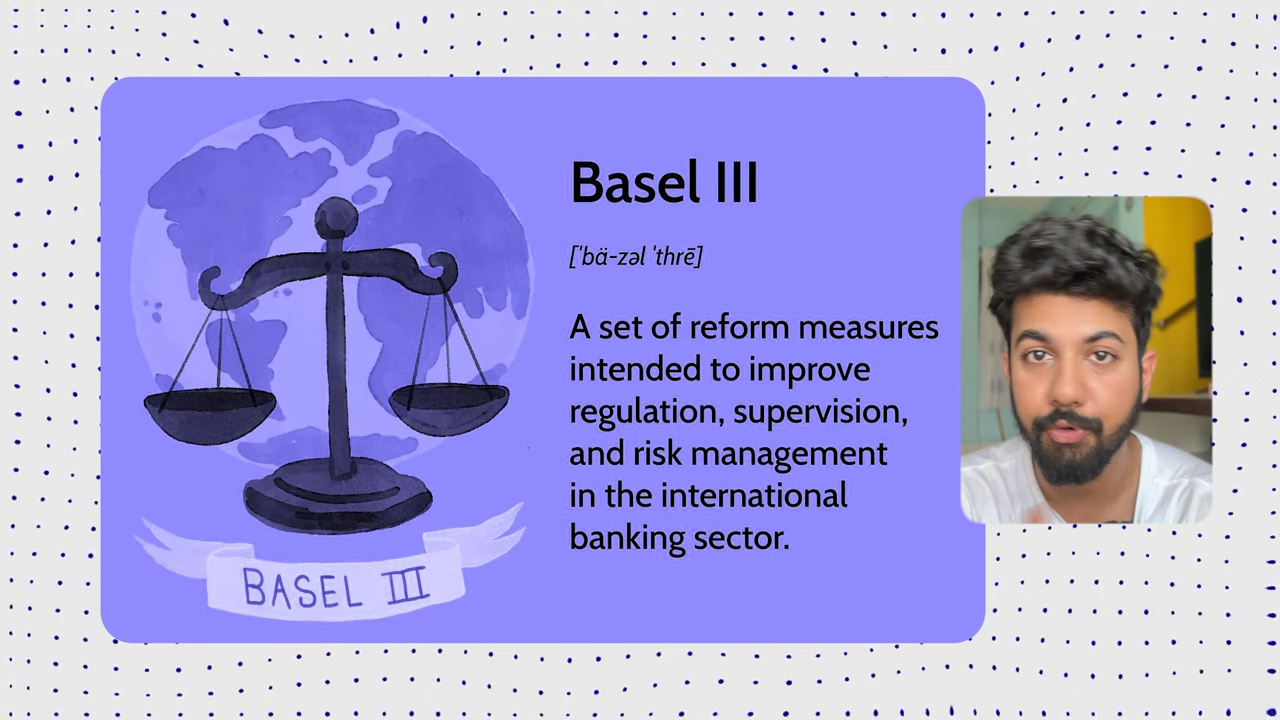 Basel III
[ˈbä-zəl ˈthrē]
A set of reform measures
intended to improve
regulation, supervision,
and risk management
in the international
banking sector.
BASEL III